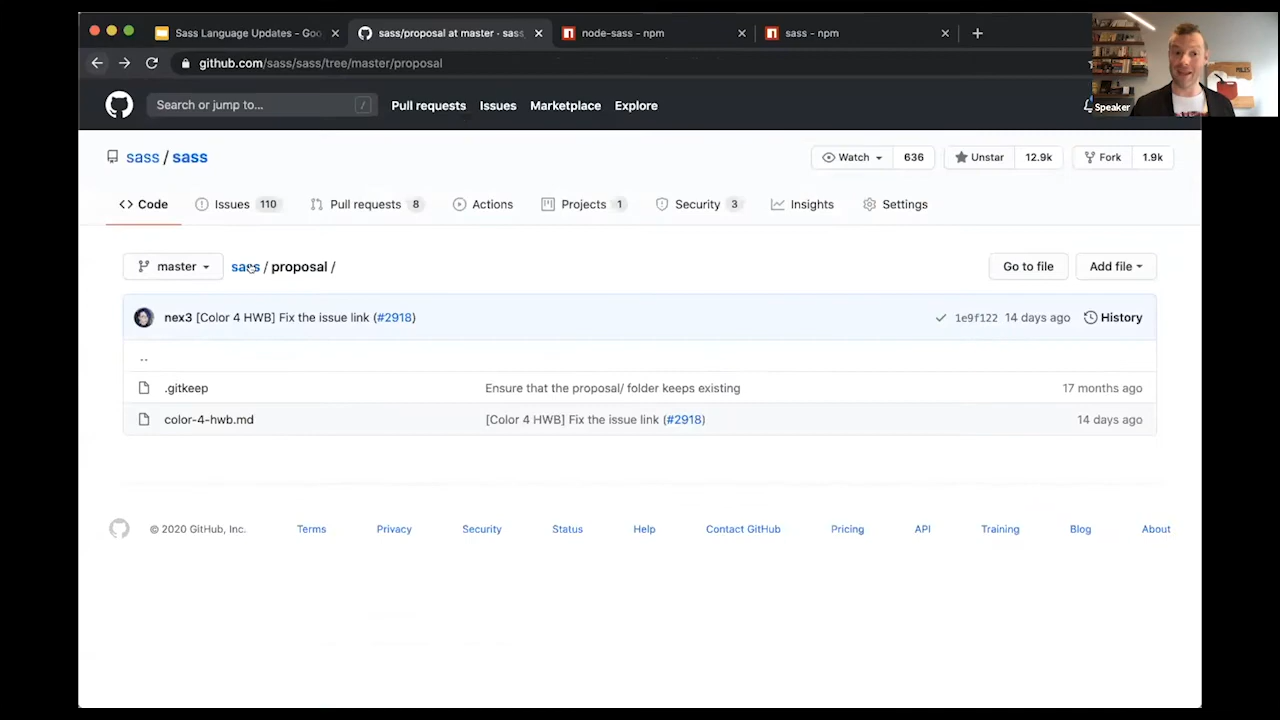 Sass Language Updates - Goo
sass/proposal at master · sass
node-sass - npm
sass - npm
github.com/sass/sass/tree/master/proposal
Search or jump to...
/
Pull requests
Issues
Marketplace
Explore
Speaker
sass / sass
Watch
636
Unstar
12.9k
Fork
1.9k
Code
Issues 110
Pull requests 8
Actions
Projects 1
Security 3
Insights
Settings
master
sass / proposal /
Go to file
Add file
nex3 [Color 4 HWB] Fix the issue link (#2918)
1e9f122 14 days ago
History
..
.gitkeep
Ensure that the proposal/ folder keeps existing
17 months ago
color-4-hwb.md
[Color 4 HWB] Fix the issue link (#2918)
14 days ago
© 2020 GitHub, Inc.
Terms
Privacy
Security
Status
Help
Contact GitHub
Pricing
API
Training
Blog
About